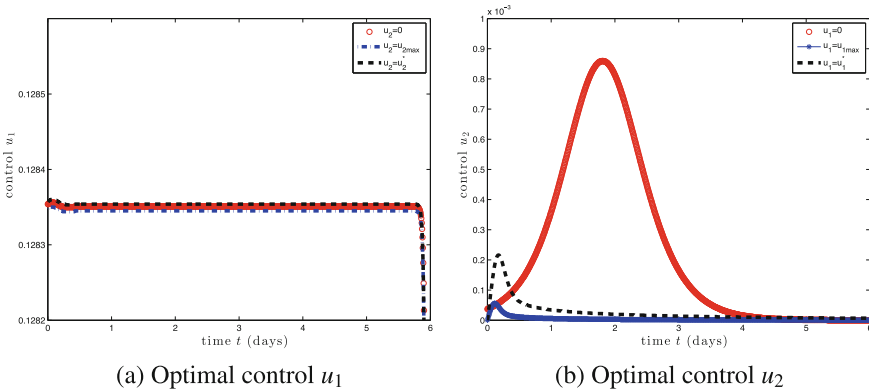 u2=0
u2=u2max
u2=u2*
0.1285
0.1284
0.1283
0.1282
control u1
0 1 2 3 4 5 6
time t (days)
(a) Optimal control u1
x 10^-3
u1=0
u1=u1max
u1=u1*
1
0.9
0.8
0.7
0.6
0.5
0.4
0.3
0.2
0.1
0
control u2
0 1 2 3 4 5 6
time t (days)
(b) Optimal control u2